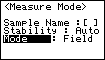 <Measure Mode>
Sample Name :[ ]
Stability : Auto
Mode : Field